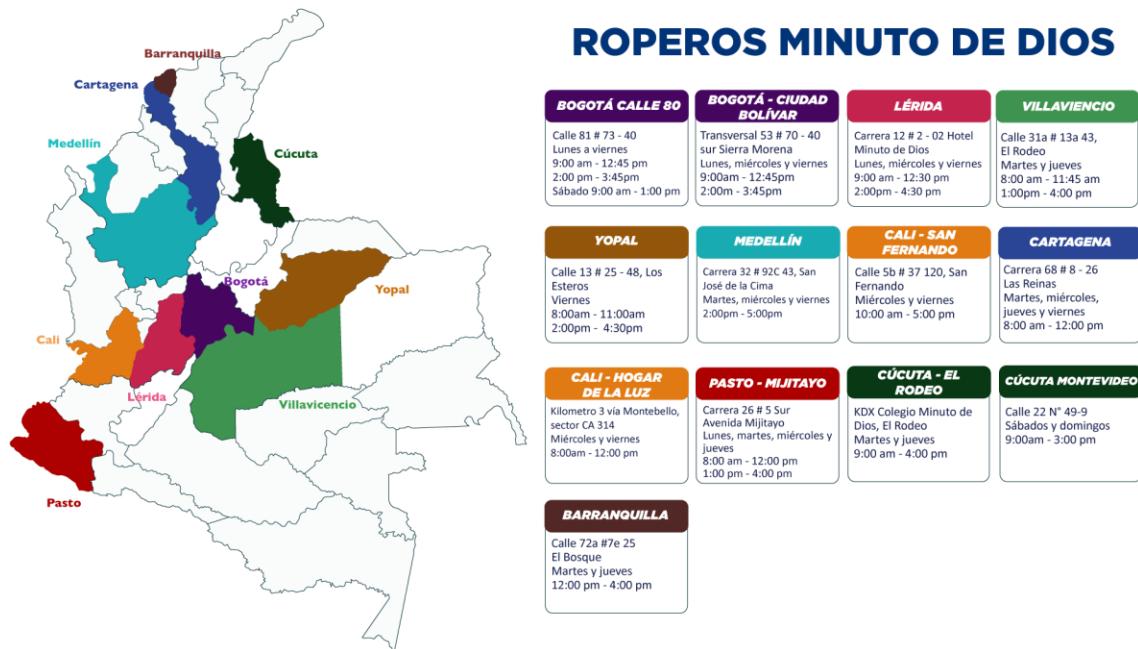 Barranquilla
Cartagena
Medellín
Cúcuta
Bogotá
Yopal
Cali
Lérida
Villavicencio
Pasto
ROPEROS MINUTO DE DIOS
BOGOTÁ CALLE 80
Calle 81 # 73 - 40
Lunes a viernes
9:00 am - 12:45 pm
2:00 pm - 3:45pm
Sábado 9:00 am - 1:00 pm
BOGOTÁ - CIUDAD
BOLÍVAR
Transversal 53 # 70 - 40
sur Sierra Morena
Lunes, miércoles y viernes
9:00am - 12:45pm
2:00m - 3:45pm
LÉRIDA
Carrera 12 # 2 - 02 Hotel
Minuto de Dios
Lunes, miércoles y viernes
9:00 am - 12:30 pm
2:00pm - 4:30 pm
VILLAVIENCIO
Calle 31a # 13a 43,
El Rodeo
Martes y jueves
8:00 am - 11:45 am
1:00pm - 4:00 pm
YOPAL
Calle 13 # 25 - 48, Los
Esteros
Viernes
8:00am - 11:00am
2:00pm - 4:30pm
MEDELLÍN
Carrera 32 # 92C 43, San
José de la Cima
Martes, miércoles y viernes
2:00pm - 5:00pm
CALI - SAN
FERNANDO
Calle 5b # 37 120, San
Fernando
Miércoles y viernes
10:00 am - 5:00 pm
CARTAGENA
Carrera 68 # 8 - 26
Las Reinas
Martes, miércoles,
jueves y viernes
8:00 am - 12:00 pm
CALI - HOGAR
DE LA LUZ
Kilometro 3 vía Montebello,
sector CA 314
Miércoles y viernes
8:00am - 12:00 pm
PASTO - MIJITAYO
Carrera 26 # 5 Sur
Avenida Mijitayo
Lunes, martes, miércoles y
jueves
8:00 am - 12:00 pm
1:00 pm - 4:00 pm
CÚCUTA - EL
RODEO
KDX Colegio Minuto de
Dios, El Rodeo
Martes y jueves
9:00 am - 4:00 pm
CÚCUTA MONTEVIDEO
Calle 22 N° 49-9
Sábados y domingos
9:00am - 3:00 pm
BARRANQUILLA
Calle 72a #7e 25
El Bosque
Martes y jueves
12:00 pm - 4:00 pm